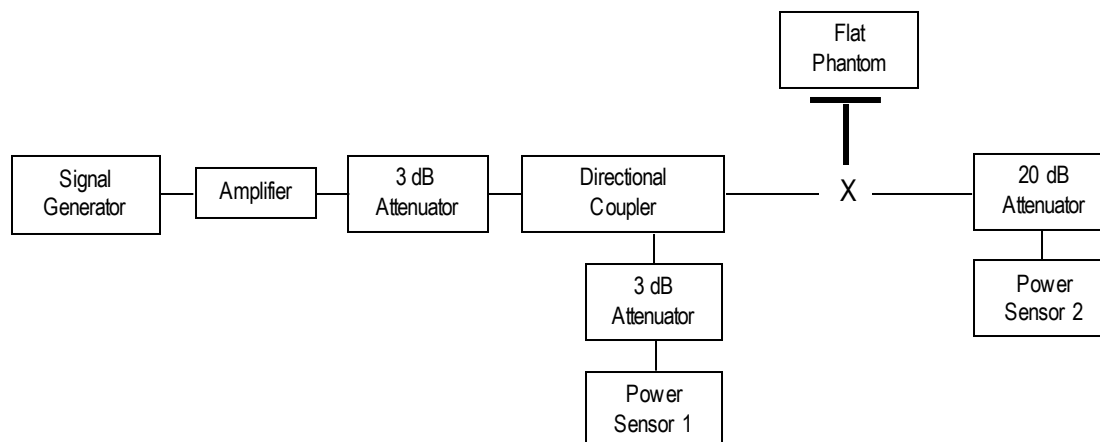 Flat
Phantom
Signal
Generator
Amplifier
3 dB
Attenuator
Directional
Coupler
X
20 dB
Attenuator
3 dB
Attenuator
Power
Sensor 2
Power
Sensor 1